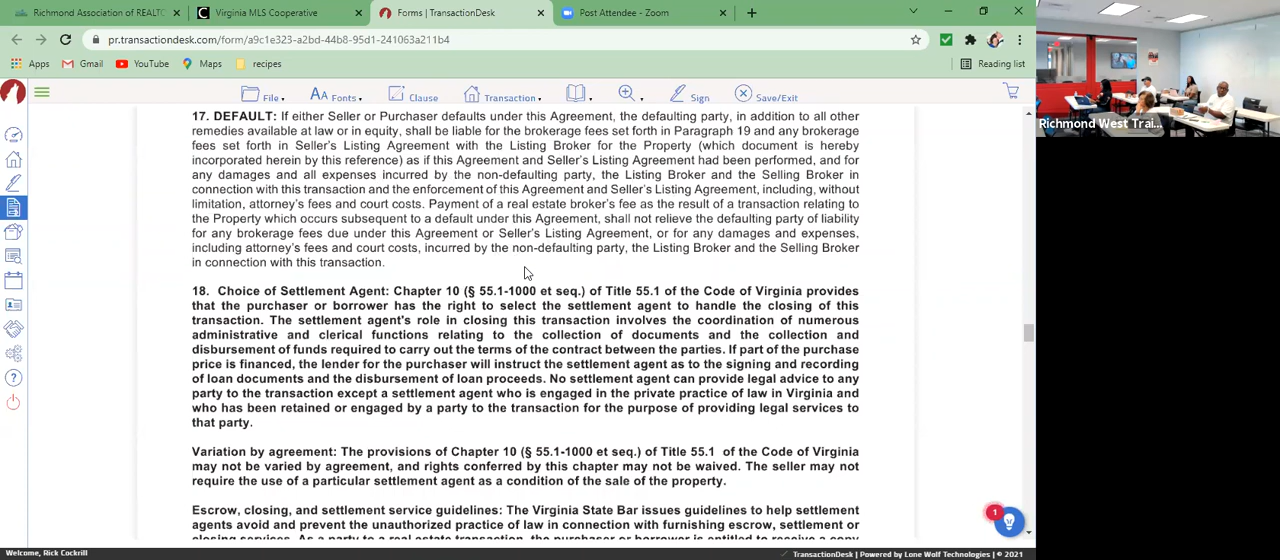 Richmond Association of REALTO
Virginia MLS Cooperative
Forms | TransactionDesk
Post Attendee - Zoom
pr.transactiondesk.com/form/a9c1e323-a2bd-44b8-95d1-241063a211b4
Apps
Gmail
YouTube
Maps
recipes
Reading list
File
Fonts
Clause
Transaction
Sign
Save/Exit
Richmond West Trai...
17. DEFAULT: If either Seller or Purchaser defaults under this Agreement, the defaulting party, in addition to all other
remedies available at law or in equity, shall be liable for the brokerage fees set forth in Paragraph 19 and any brokerage
fees set forth in Seller's Listing Agreement with the Listing Broker for the Property (which document is hereby
incorporated herein by this reference) as if this Agreement and Seller's Listing Agreement had been performed, and for
any damages and all expenses incurred by the non-defaulting party, the Listing Broker and the Selling Broker in
connection with this transaction and the enforcement of this Agreement and Seller's Listing Agreement, including, without
limitation, attorney's fees and court costs. Payment of a real estate broker's fee as the result of a transaction relating to
the Property which occurs subsequent to a default under this Agreement, shall not relieve the defaulting party of liability
for any brokerage fees due under this Agreement or Seller's Listing Agreement, or for any damages and expenses,
including attorney's fees and court costs, incurred by the non-defaulting party, the Listing Broker and the Selling Broker
in connection with this transaction.
18. Choice of Settlement Agent: Chapter 10 (§ 55.1-1000 et seq.) of Title 55.1 of the Code of Virginia provides
that the purchaser or borrower has the right to select the settlement agent to handle the closing of this
transaction. The settlement agent's role in closing this transaction involves the coordination of numerous
administrative and clerical functions relating to the collection of documents and the collection and
disbursement of funds required to carry out the terms of the contract between the parties. If part of the purchase
price is financed, the lender for the purchaser will instruct the settlement agent as to the signing and recording
of loan documents and the disbursement of loan proceeds. No settlement agent can provide legal advice to any
party to the transaction except a settlement agent who is engaged in the private practice of law in Virginia and
who has been retained or engaged by a party to the transaction for the purpose of providing legal services to
that party.
Variation by agreement: The provisions of Chapter 10 (§ 55.1-1000 et seq.) of Title 55.1 of the Code of Virginia
may not be varied by agreement, and rights conferred by this chapter may not be waived. The seller may not
require the use of a particular settlement agent as a condition of the sale of the property.
Escrow, closing, and settlement service guidelines: The Virginia State Bar issues guidelines to help settlement
agents avoid and prevent the unauthorized practice of law in connection with furnishing escrow, settlement or
closing services. As a party to a real estate transaction, the purchaser or borrower is entitled to receive a copy
1
Welcome, Rick Cockrill
TransactionDesk | Powered by Lone Wolf Technologies | © 2021